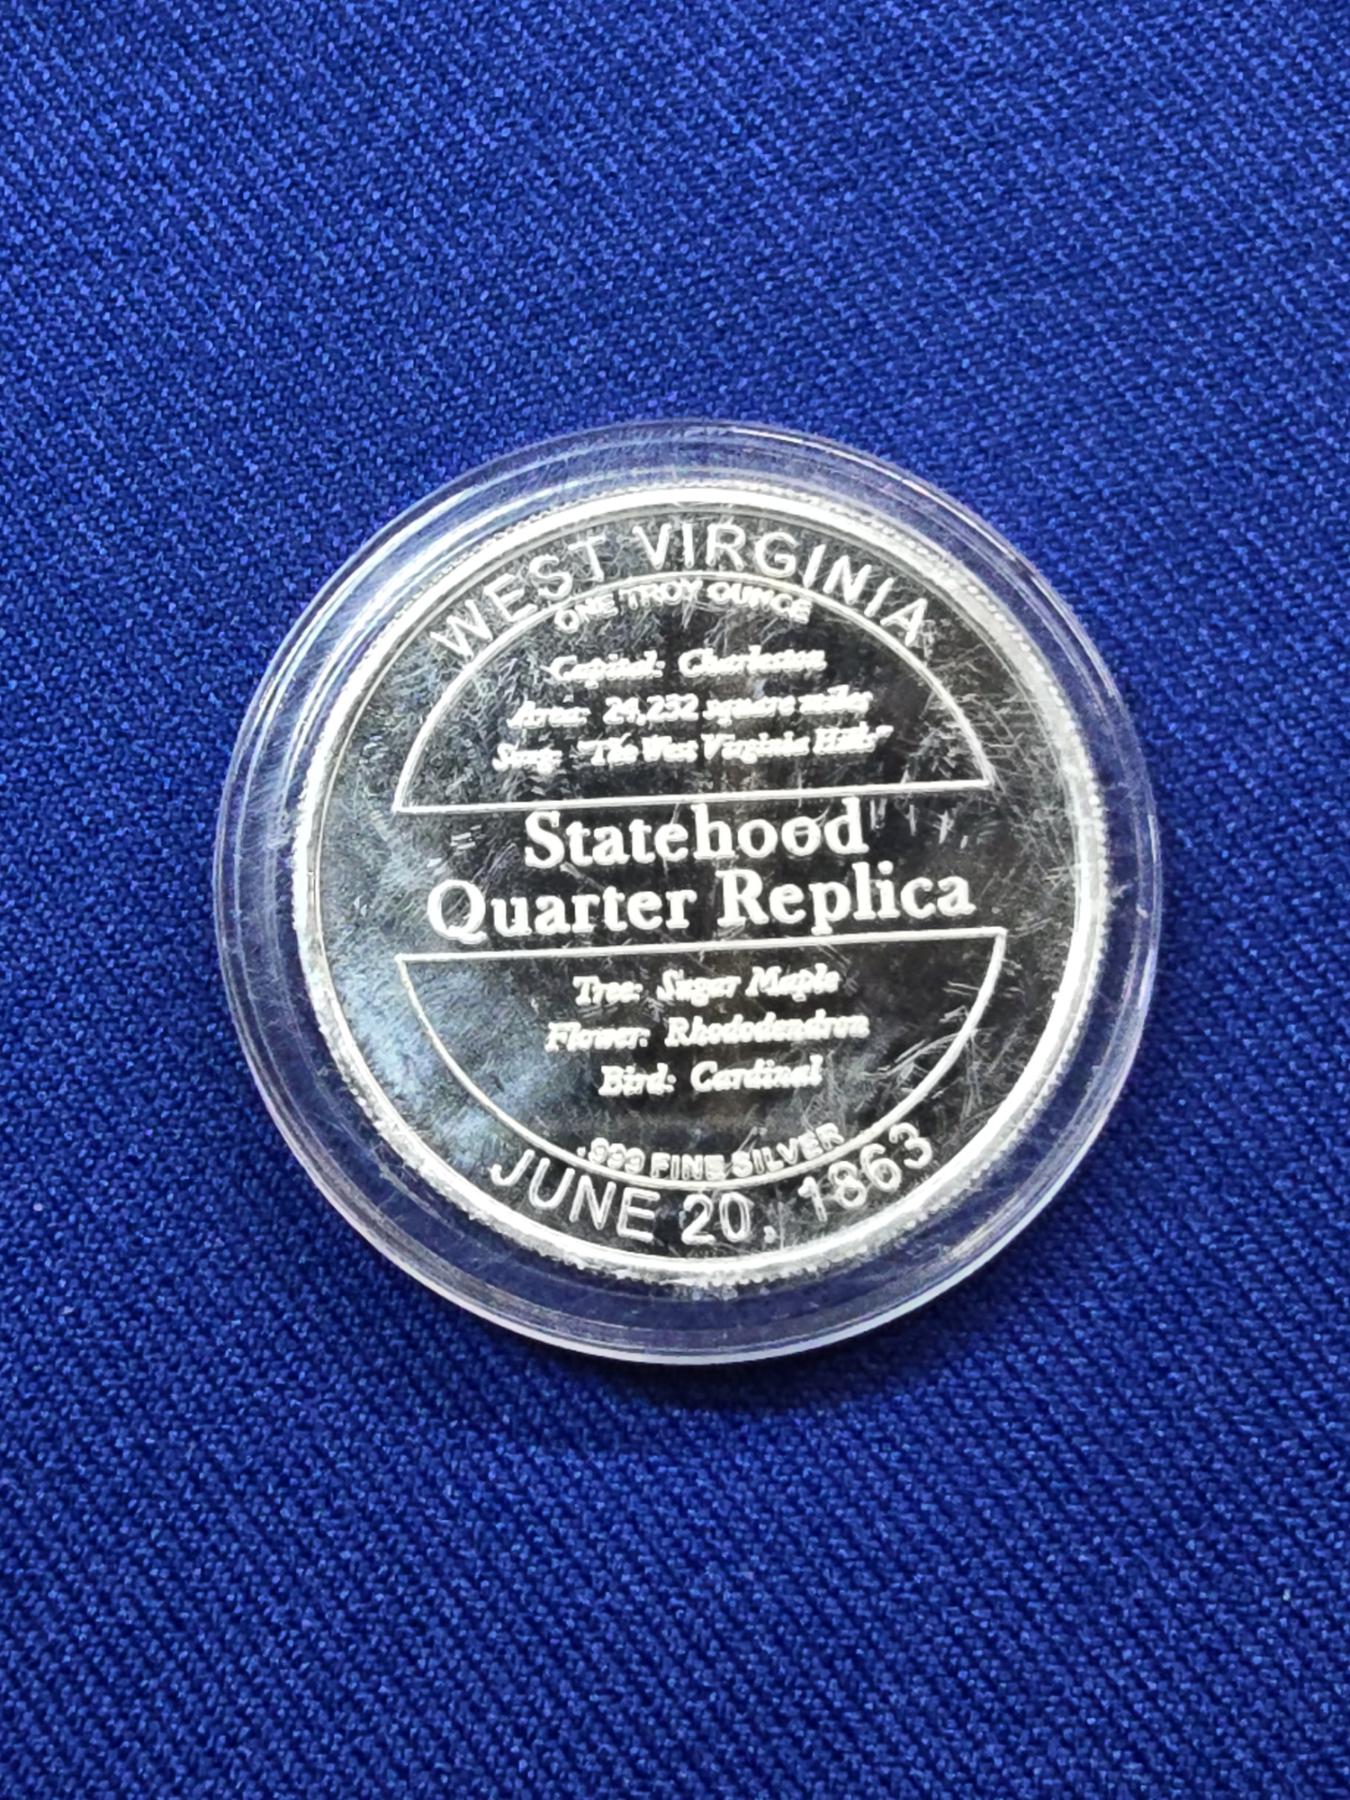 WEST VIRGINIA
ONE TROY OUNCE
Capital: Charleston
Area: 24,232 square miles
Song: "The West Virginia Hills"
Statehood
Quarter Replica
Tree: Sugar Maple
Flower: Rhododendron
Bird: Cardinal
.999 FINE SILVER
JUNE 20, 1863